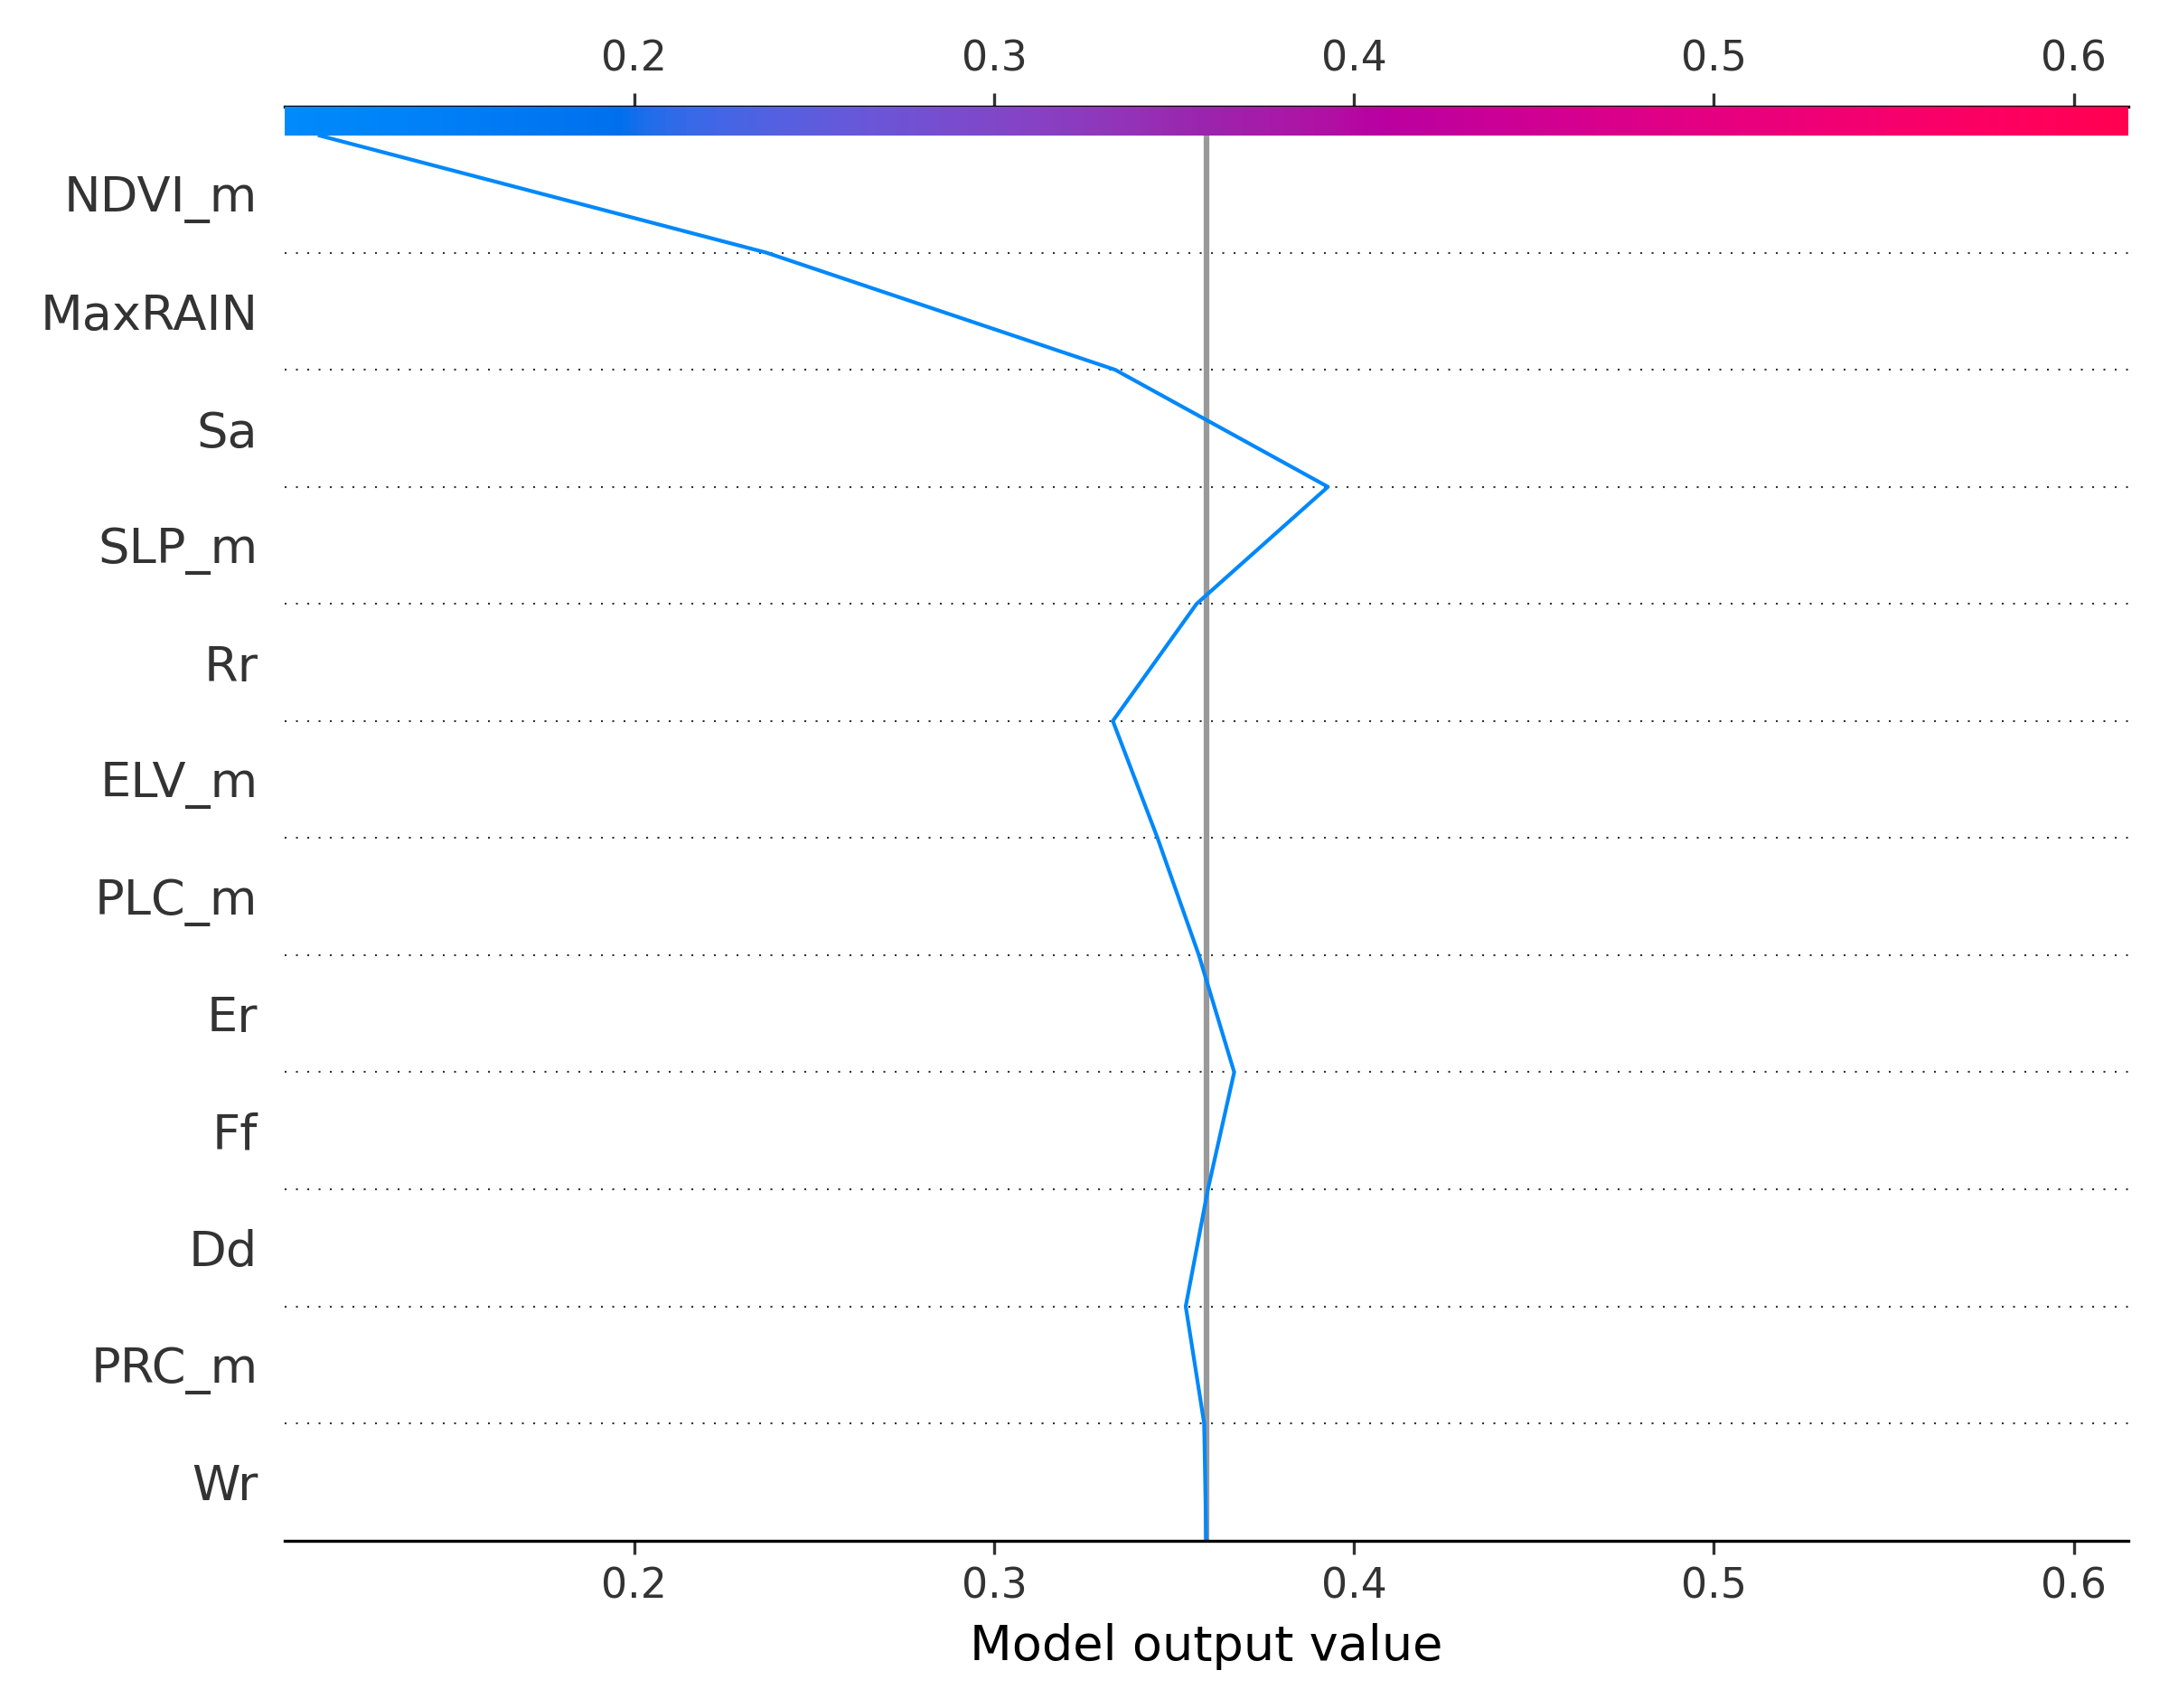 0.2 0.3 0.4 0.5 0.6
NDVI_m
MaxRAIN
Sa
SLP_m
Rr
ELV_m
PLC_m
Er
Ff
Dd
PRC_m
Wr
0.2 0.3 0.4 0.5 0.6
Model output value